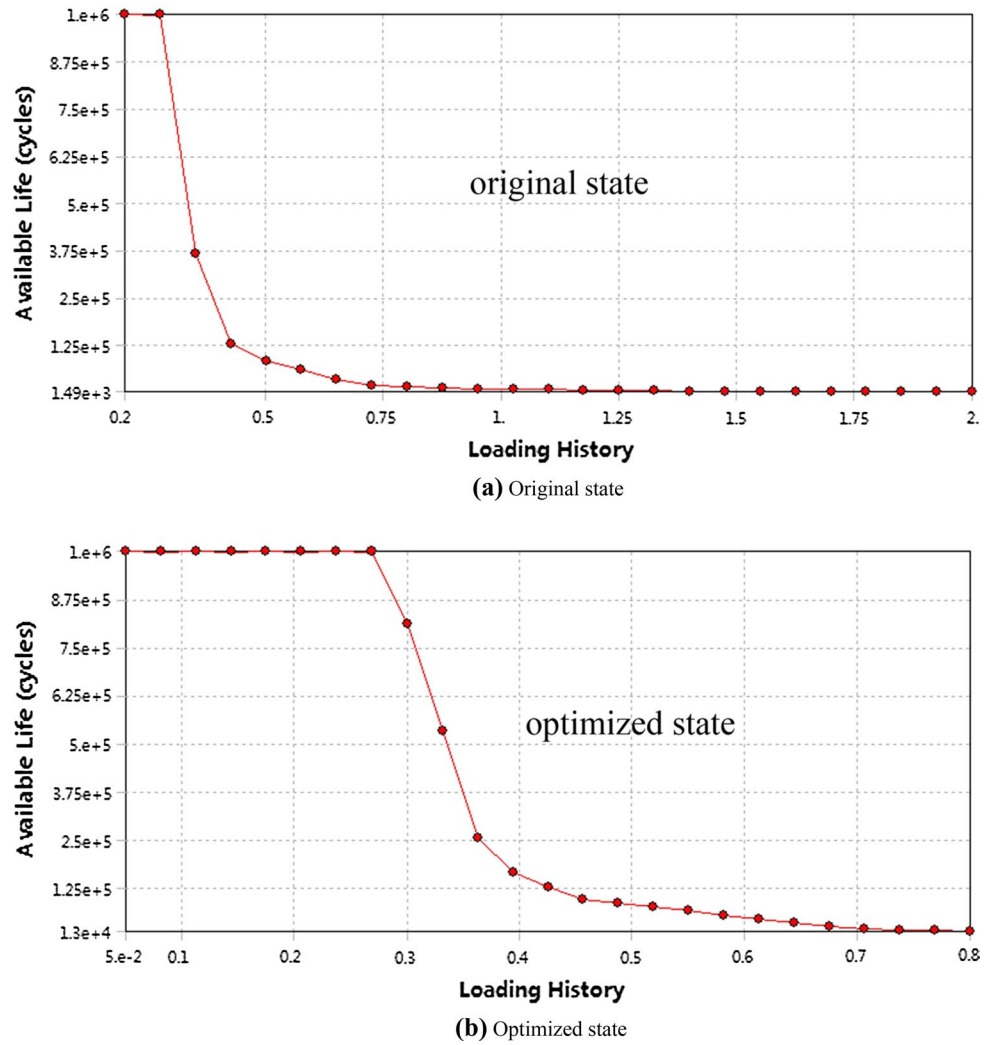 1.e+6
8.75e+5
7.5e+5
6.25e+5
5.e+5
3.75e+5
2.5e+5
1.25e+5
1.49e+3
Available Life (cycles)
original state
0.2 0.5 0.75 1. 1.25 1.5 1.75 2.
Loading History
(a) Original state
1.e+6
8.75e+5
7.5e+5
6.25e+5
5.e+5
3.75e+5
2.5e+5
1.25e+5
1.3e+4
Available Life (cycles)
optimized state
5.e-2 0.1 0.2 0.3 0.4 0.5 0.6 0.7 0.8
Loading History
(b) Optimized state